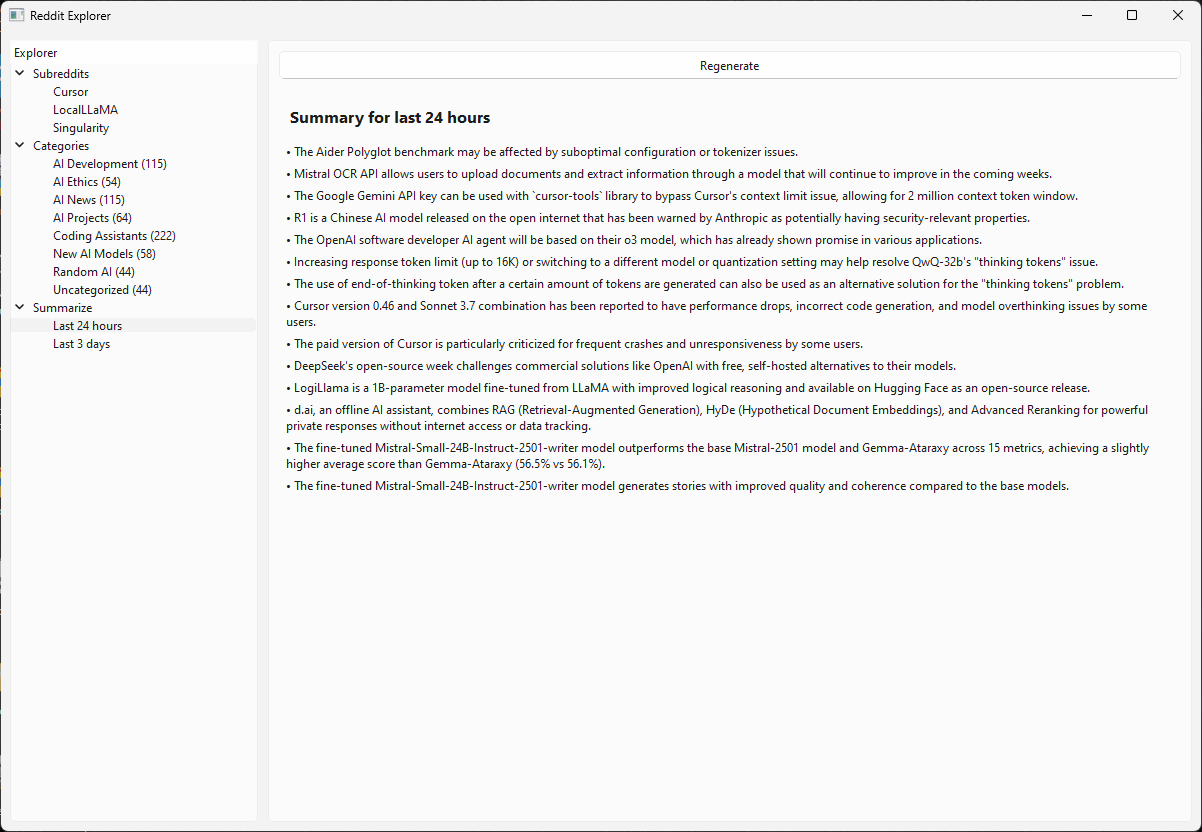 Reddit Explorer
Explorer
Subreddits
Cursor
LocalLLaMA
Singularity
Categories
AI Development (115)
AI Ethics (54)
AI News (115)
AI Projects (64)
Coding Assistants (222)
New AI Models (58)
Random AI (44)
Uncategorized (44)
Summarize
Last 24 hours
Last 3 days
Regenerate
Summary for last 24 hours
• The Aider Polyglot benchmark may be affected by suboptimal configuration or tokenizer issues.
• Mistral OCR API allows users to upload documents and extract information through a model that will continue to improve in the coming weeks.
• The Google Gemini API key can be used with `cursor-tools` library to bypass Cursor's context limit issue, allowing for 2 million context token window.
• R1 is a Chinese AI model released on the open internet that has been warned by Anthropic as potentially having security-relevant properties.
• The OpenAI software developer AI agent will be based on their o3 model, which has already shown promise in various applications.
• Increasing response token limit (up to 16K) or switching to a different model or quantization setting may help resolve QwQ-32b's "thinking tokens" issue.
• The use of end-of-thinking token after a certain amount of tokens are generated can also be used as an alternative solution for the "thinking tokens" problem.
• Cursor version 0.46 and Sonnet 3.7 combination has been reported to have performance drops, incorrect code generation, and model overthinking issues by some
users.
• The paid version of Cursor is particularly criticized for frequent crashes and unresponsiveness by some users.
• DeepSeek's open-source week challenges commercial solutions like OpenAI with free, self-hosted alternatives to their models.
• LogiLlama is a 1B-parameter model fine-tuned from LLaMA with improved logical reasoning and available on Hugging Face as an open-source release.
• d.ai, an offline AI assistant, combines RAG (Retrieval-Augmented Generation), HyDe (Hypothetical Document Embeddings), and Advanced Reranking for powerful
private responses without internet access or data tracking.
• The fine-tuned Mistral-Small-24B-Instruct-2501-writer model outperforms the base Mistral-2501 model and Gemma-Ataraxy across 15 metrics, achieving a slightly
higher average score than Gemma-Ataraxy (56.5% vs 56.1%).
• The fine-tuned Mistral-Small-24B-Instruct-2501-writer model generates stories with improved quality and coherence compared to the base models.